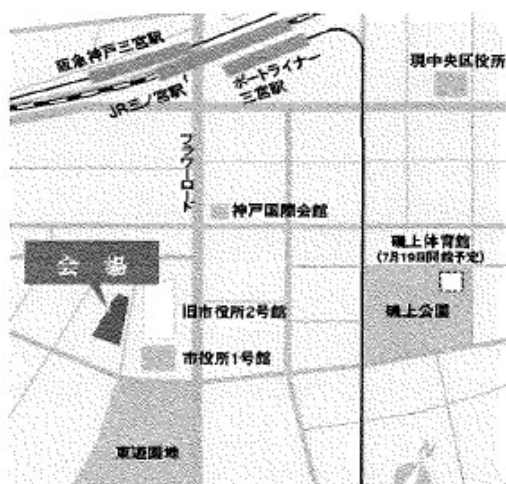 阪急神戸三宮駅
JR三ノ宮駅
ポートライナー
三宮駅
現中央区役所
フラワーロード
神戸国際会館
磯上体育館
(7月19日開館予定)
会場
旧市役所2号館
磯上公園
市役所1号館
東遊園地